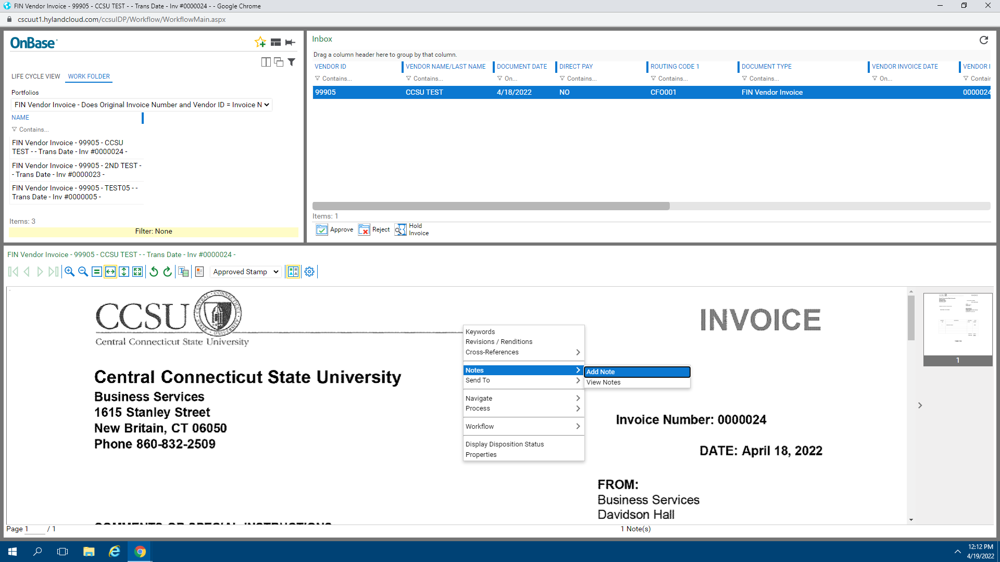 FIN Vendor Invoice - 99905 - CCSU TEST - - Trans Date - Inv #0000024 - - Google Chrome
cscuut1.hylandcloud.com/ccsuIDP/Workflow/WorkflowMain.aspx
OnBase
LIFE CYCLE VIEW WORK FOLDER
Portfolios
FIN Vendor Invoice - Does Original Invoice Number and Vendor ID = Invoice N
NAME
Contains...
FIN Vendor Invoice - 99905 - CCSU
TEST - - Trans Date - Inv #0000024 -
FIN Vendor Invoice - 99905 - 2ND TEST -
- Trans Date - Inv #0000023 -
FIN Vendor Invoice - 99905 - TEST05 - -
Trans Date - Inv #0000005 -
Items: 3
Filter: None
Inbox
Drag a column header here to group by that column.
VENDOR ID VENDOR NAME/LAST NAME DOCUMENT DATE DIRECT PAY ROUTING CODE 1 DOCUMENT TYPE VENDOR INVOICE DATE VENDOR I
Contains... Contains... On... Contains... Contains... Contains... On... Contain
99905 CCSU TEST 4/18/2022 NO CFO001 FIN Vendor Invoice 0000024
Items: 1
Approve Reject Hold
Invoice
FIN Vendor Invoice - 99905 - CCSU TEST - - Trans Date - Inv #0000024 -
Approved Stamp
CCSU
CENTRAL CONNECTICUT STATE UNIVERSITY
INVOICE
Central Connecticut State University
Keywords
Revisions / Renditions
Cross-References
Notes
Send To
Navigate
Process
Workflow
Display Disposition Status
Properties
Add Note
View Notes
Central Connecticut State University
Business Services
1615 Stanley Street
New Britain, CT 06050
Phone 860-832-2509
Invoice Number: 0000024
DATE: April 18, 2022
FROM:
Business Services
Davidson Hall
COMMENTS OR SPECIAL INSTRUCTIONS
1
Page 1 / 1
1 Note(s)
12:12 PM
4/19/2022